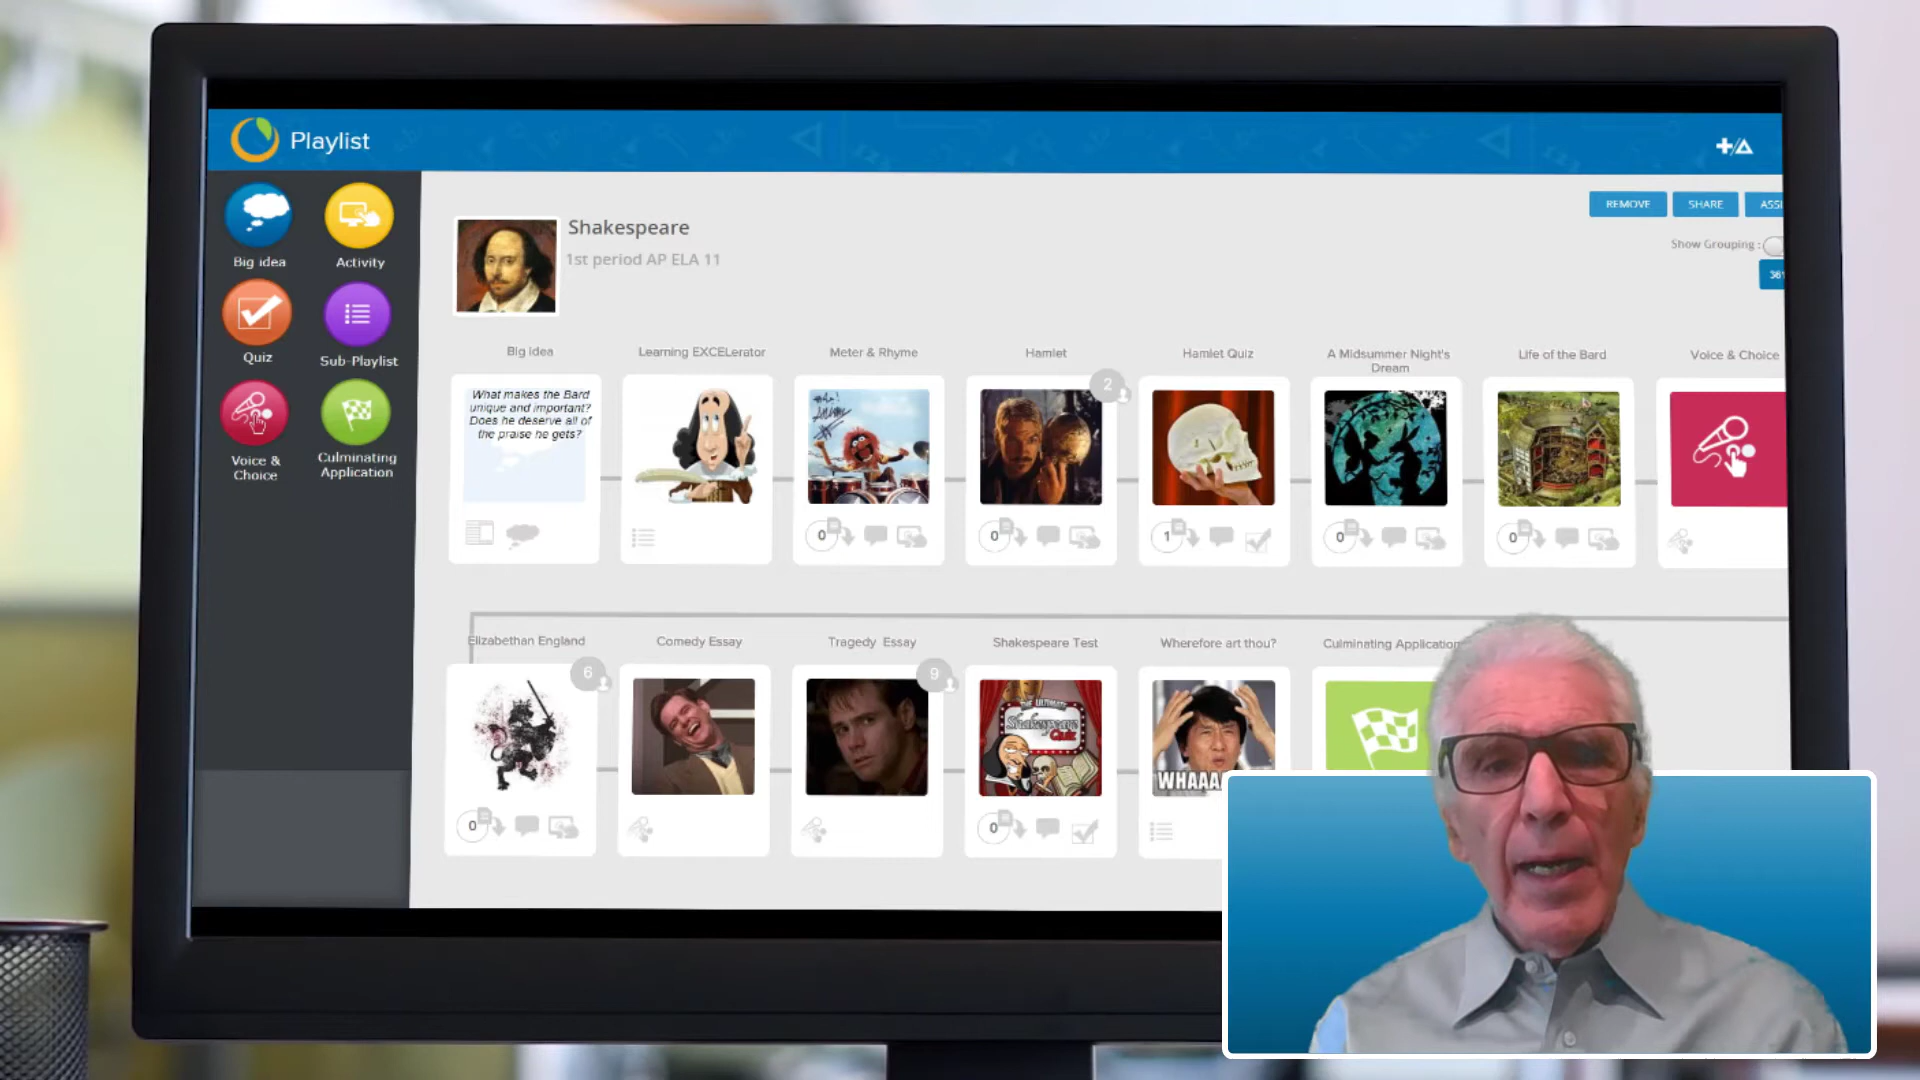 Playlist
Big idea
Activity
Quiz
Sub-Playlist
Voice &
Choice
Culminating
Application
REMOVE
SHARE
Show Grouping :
Shakespeare
1st period AP ELA 11
Big idea
Learning EXCELerator
Meter & Rhyme
Hamlet
Hamlet Quiz
A Midsummer Night's
Dream
Life of the Bard
Voice & Choice
What makes the Bard
unique and important?
Does he deserve all of
the praise he gets?
2
0
0
1
0
0
Elizabethan England
Comedy Essay
Tragedy Essay
Shakespeare Test
Wherefore art thou?
Culminating Application
6
9
THE ULTIMATE
Shakespeare
Quiz
WHAAA
0
0